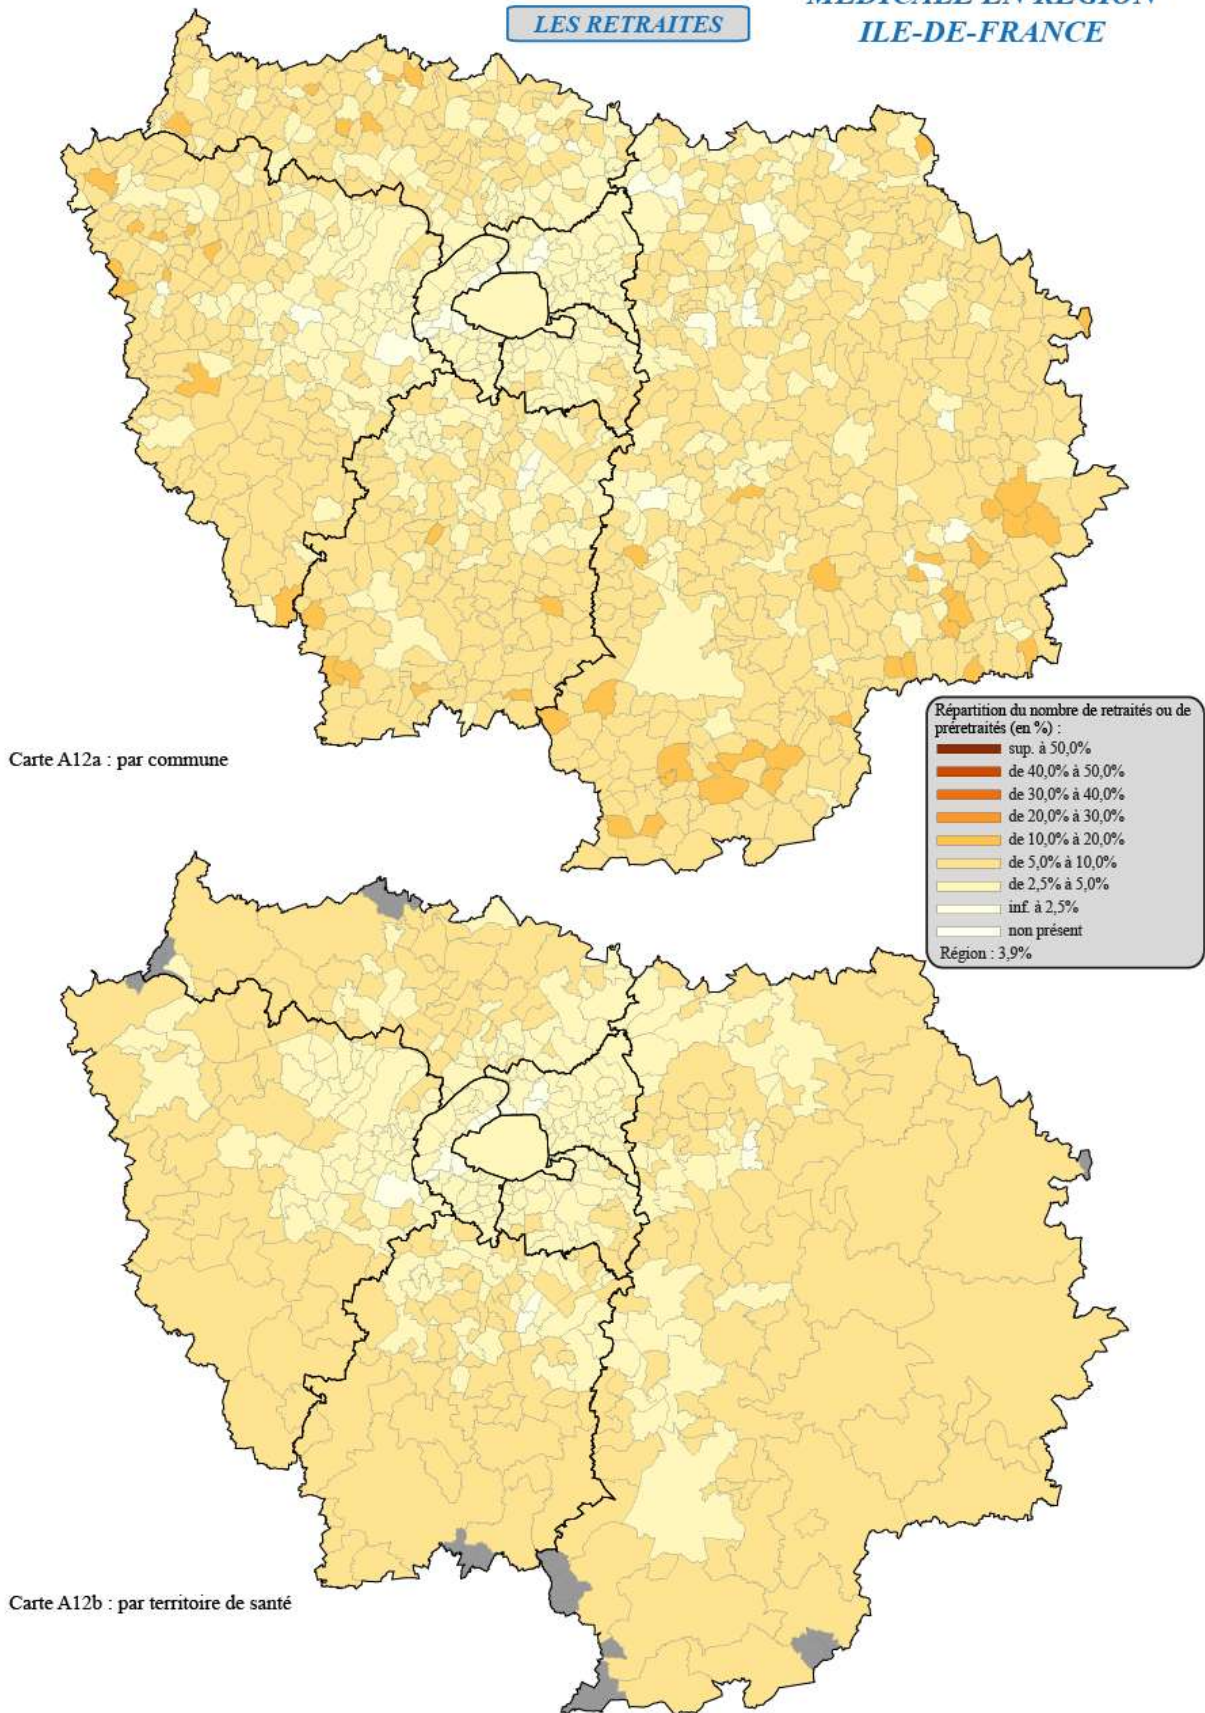 MEDICALE EN REGION
LES RETRAITES
ILE-DE-FRANCE
Carte A12a : par commune
Répartition du nombre de retraités ou de
préretraités (en %) :
sup. à 50,0%
de 40,0% à 50,0%
de 30,0% à 40,0%
de 20,0% à 30,0%
de 10,0% à 20,0%
de 5,0% à 10,0%
de 2,5% à 5,0%
inf. à 2,5%
non présent
Région : 3,9%
Carte A12b : par territoire de santé